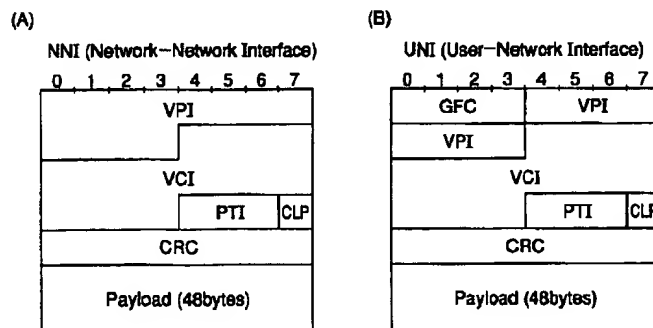 (A)
NNI (Network-Network Interface)
0 1 2 3 4 5 6 7
VPI
VCI
PTI CLP
CRC
Payload (48bytes)
(B)
UNI (User-Network Interface)
0 1 2 3 4 5 6 7
GFC VPI
VPI
VCI
PTI CLP
CRC
Payload (48bytes)